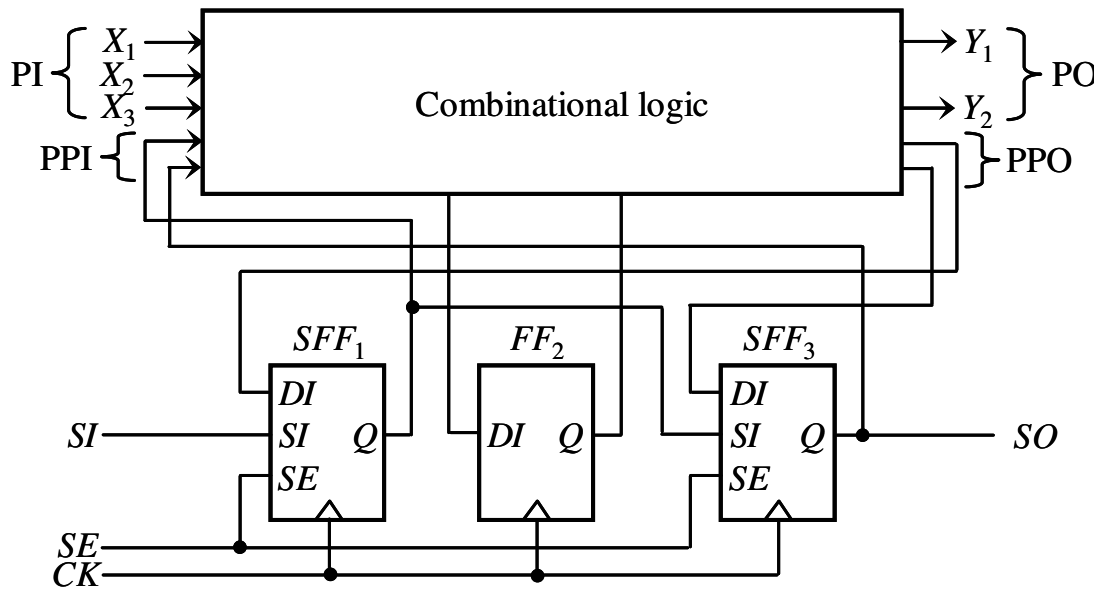 PI
X₁
X₂
X₃
PPI
Combinational logic
Y₁
Y₂
PO
PPO
SFF₁
FF₂
SFF₃
DI
SI
Q
SE
DI
Q
DI
SI
Q
SE
SI
SO
SE
CK